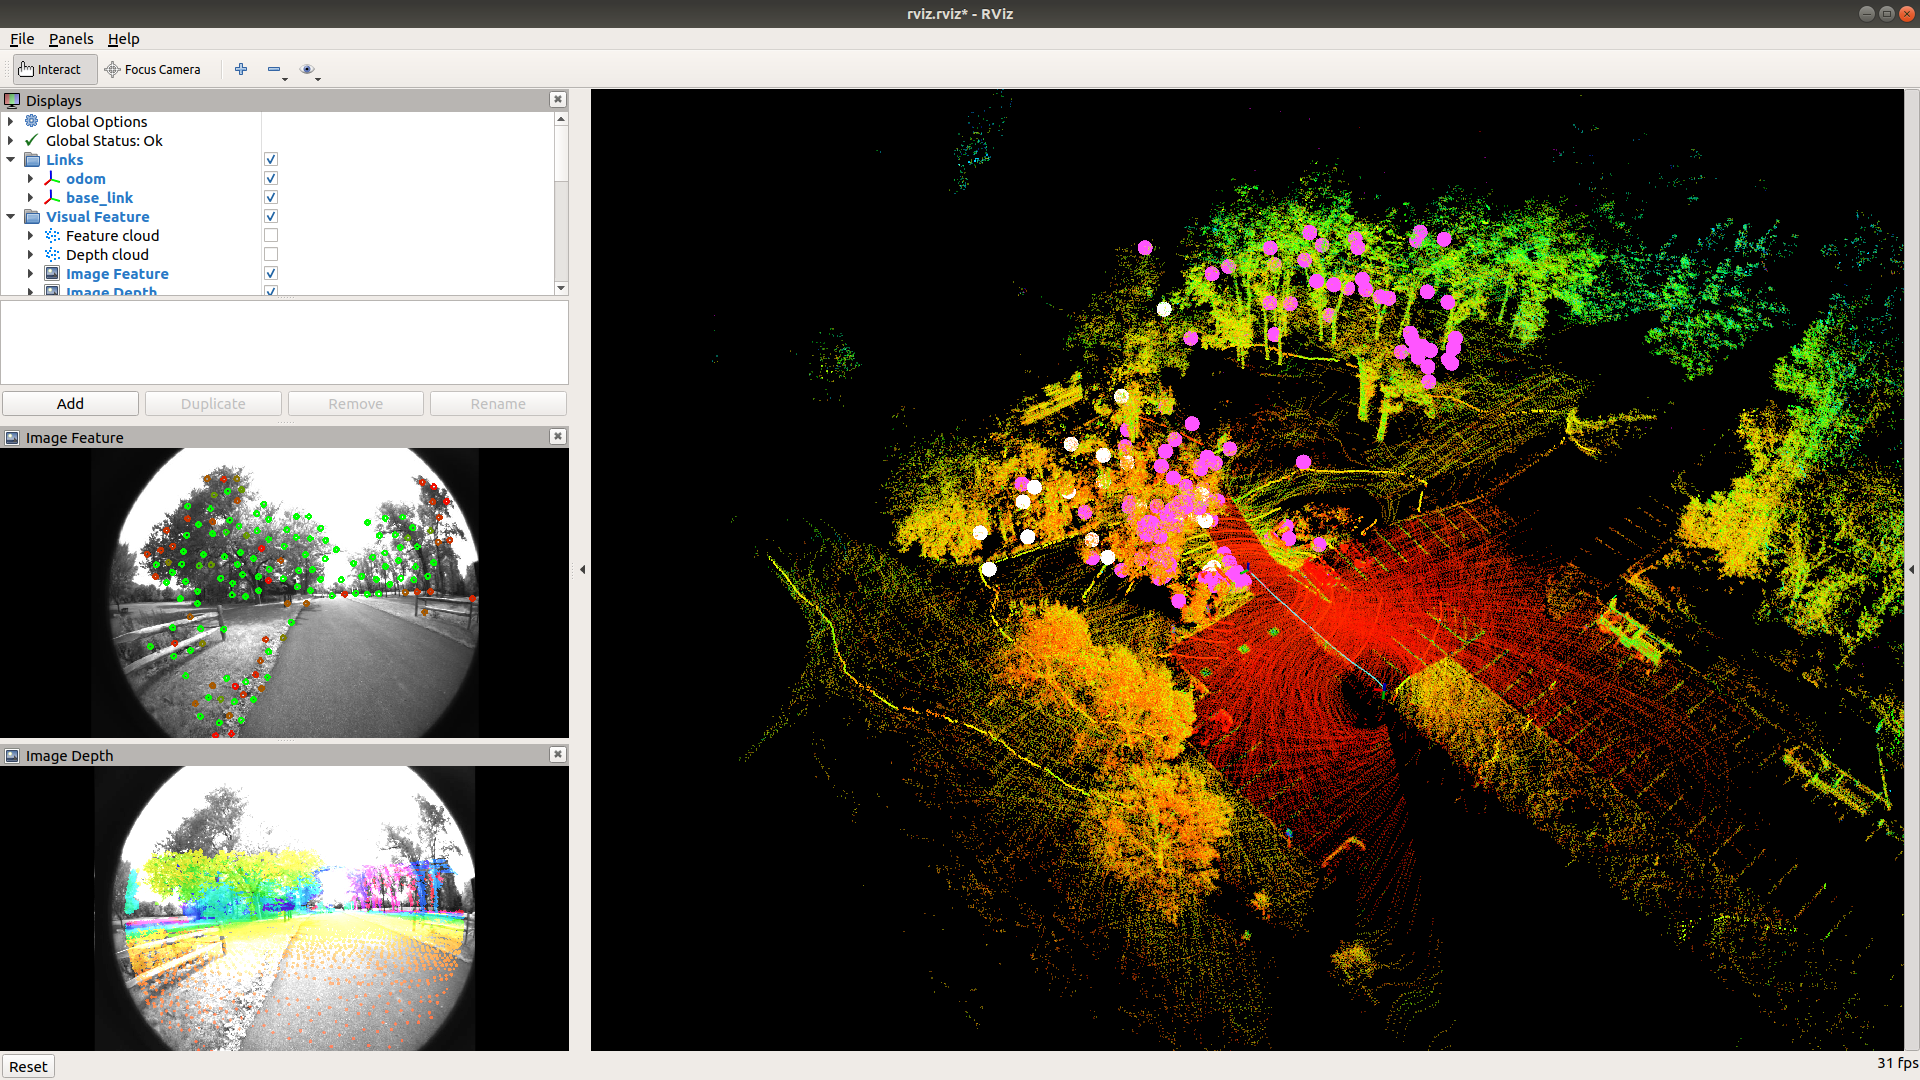 rviz.rviz* - RViz
File Panels Help
Interact Focus Camera
Displays
Global Options
Global Status: Ok
Links
odom
base_link
Visual Feature
Feature cloud
Depth cloud
Image Feature
Image Depth
Add Duplicate Remove Rename
Image Feature
Image Depth
Reset
31 fps